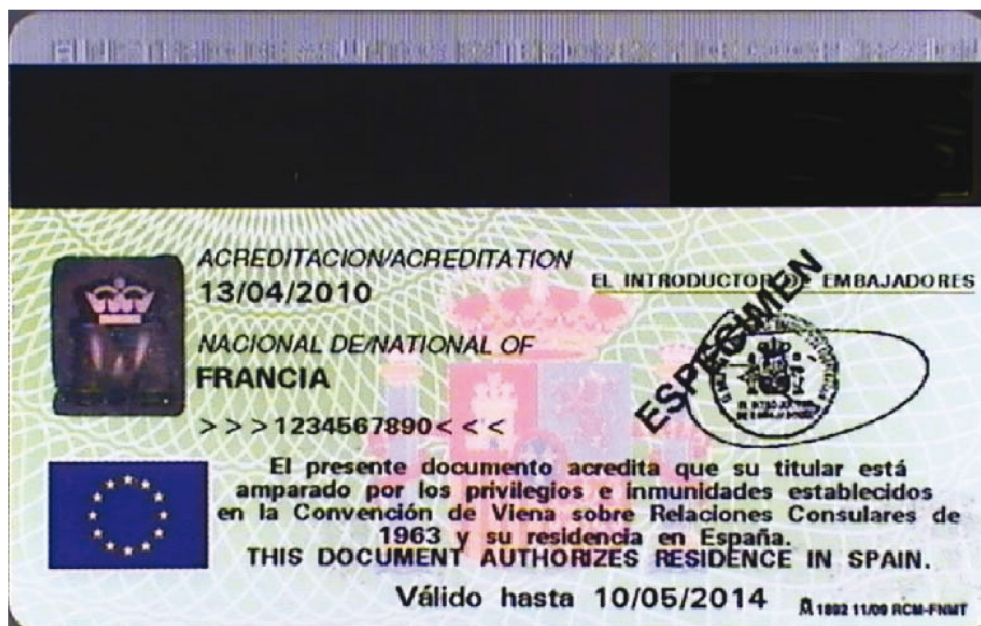 ACREDITACION/ACREDITATION
13/04/2010
EL INTRODUCTOR DE EMBAJADORES
ESPECIMEN
NACIONAL DE/NATIONAL OF
FRANCIA
>>>1234567890<<<
El presente documento acredita que su titular está
amparado por los privilegios e inmunidades establecidos
en la Convención de Viena sobre Relaciones Consulares de
1963 y su residencia en España.
THIS DOCUMENT AUTHORIZES RESIDENCE IN SPAIN.
Válido hasta 10/05/2014
1892 11/09 RCM-FNMT